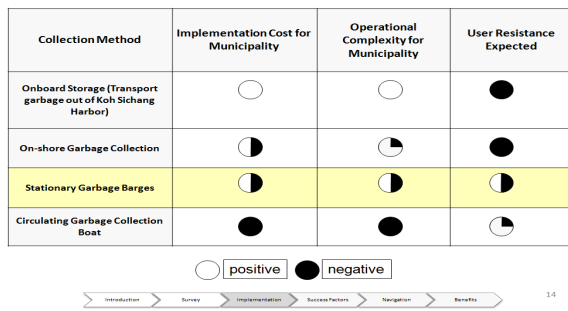 Collection Method
Implementation Cost for
Municipality
Operational
Complexity for
Municipality
User Resistance
Expected
Onboard Storage (Transport
garbage out of Koh Sichang
Harbor)
On-shore Garbage Collection
Stationary Garbage Barges
Circulating Garbage Collection
Boat
positive
negative
Introduction
Survey
Implementation
Success Factors
Navigation
Benefits
14